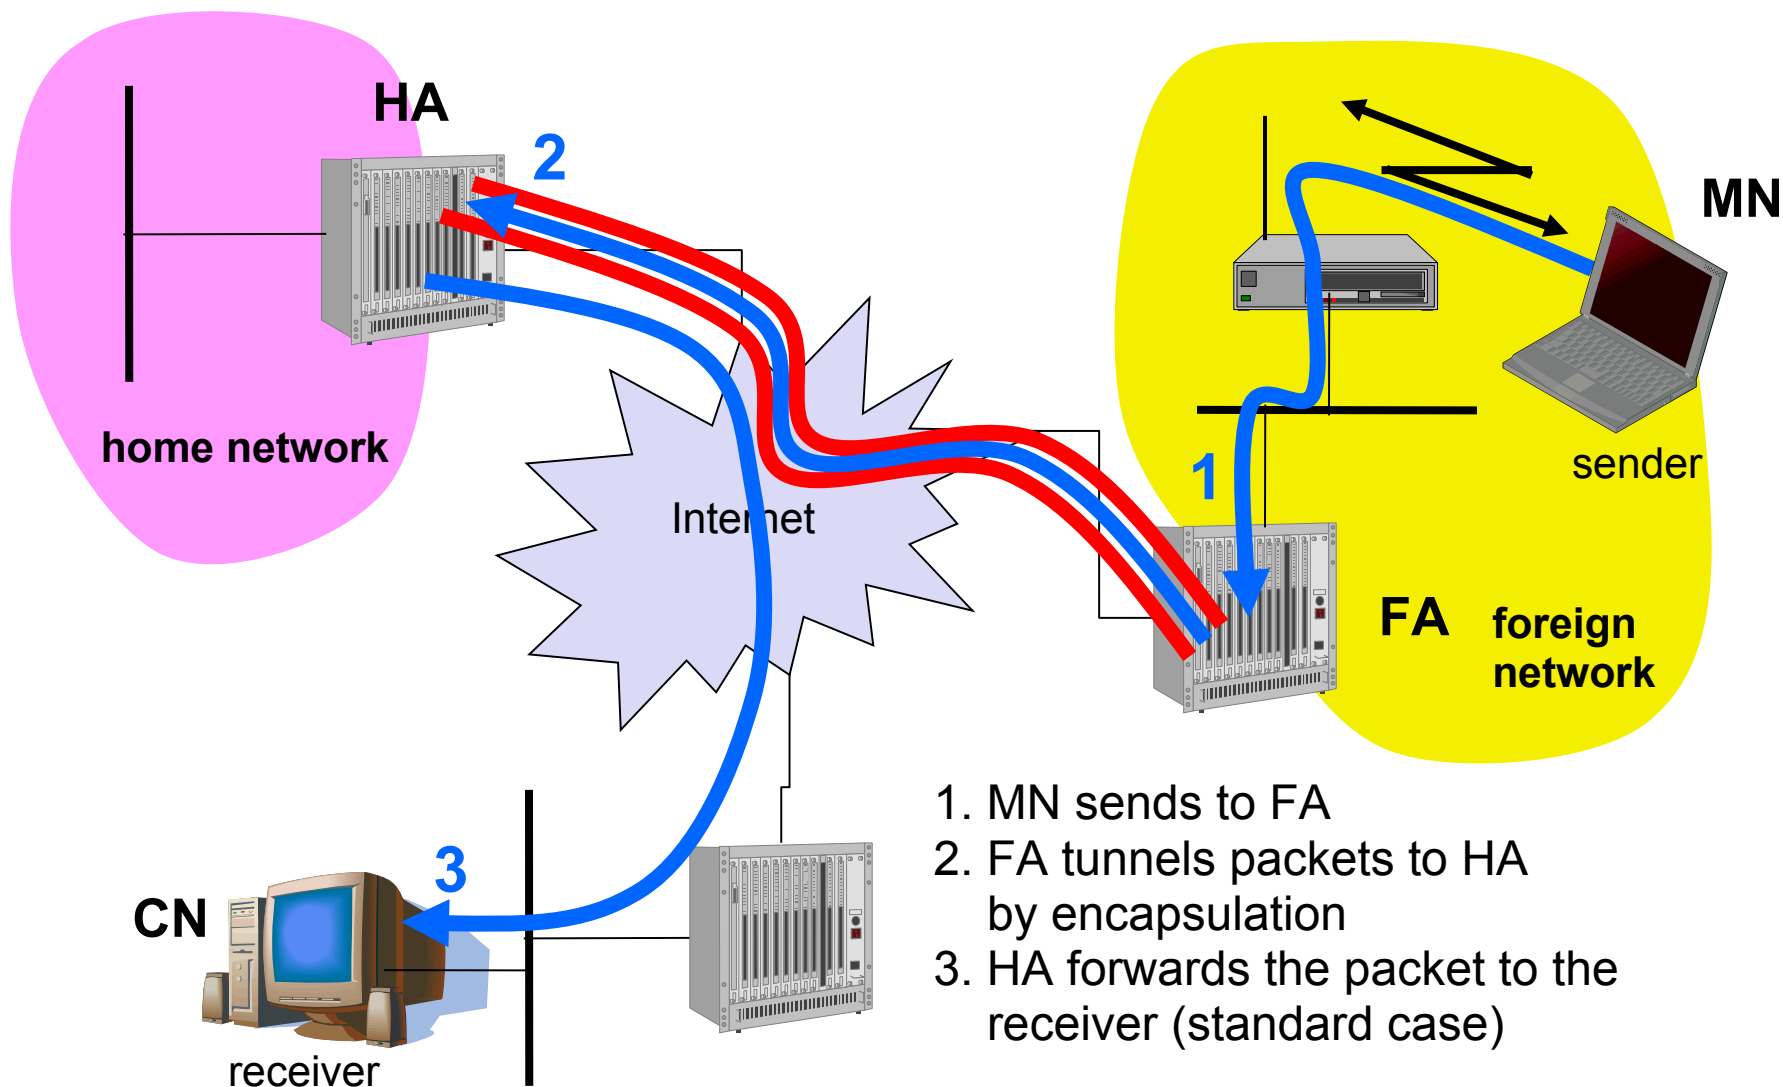 HA
2
MN
home network
sender
1
Internet
FA
foreign
network
1. MN sends to FA
2. FA tunnels packets to HA
by encapsulation
3. HA forwards the packet to the
receiver (standard case)
3
CN
receiver